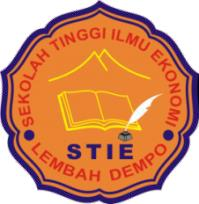 SEKOLAH TINGGI ILMU EKONOMI
STIE
LEMBAH DEMPO